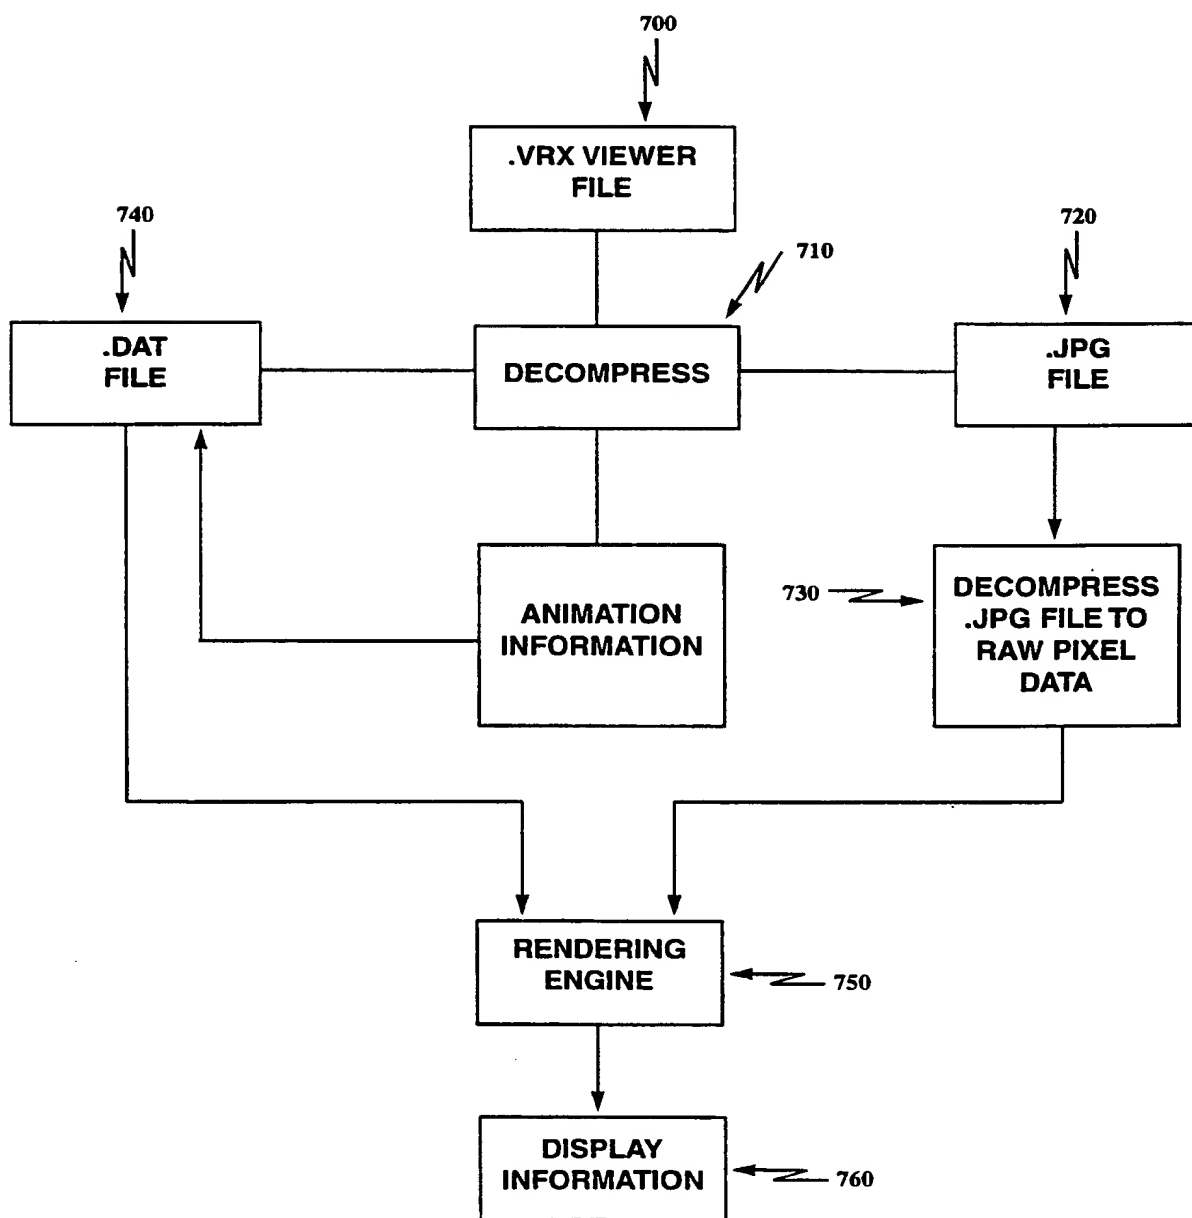 700
.VRX VIEWER
FILE
740
720
710
.DAT
FILE
DECOMPRESS
.JPG
FILE
ANIMATION
INFORMATION
730
DECOMPRESS
.JPG FILE TO
RAW PIXEL
DATA
RENDERING
ENGINE
750
DISPLAY
INFORMATION
760